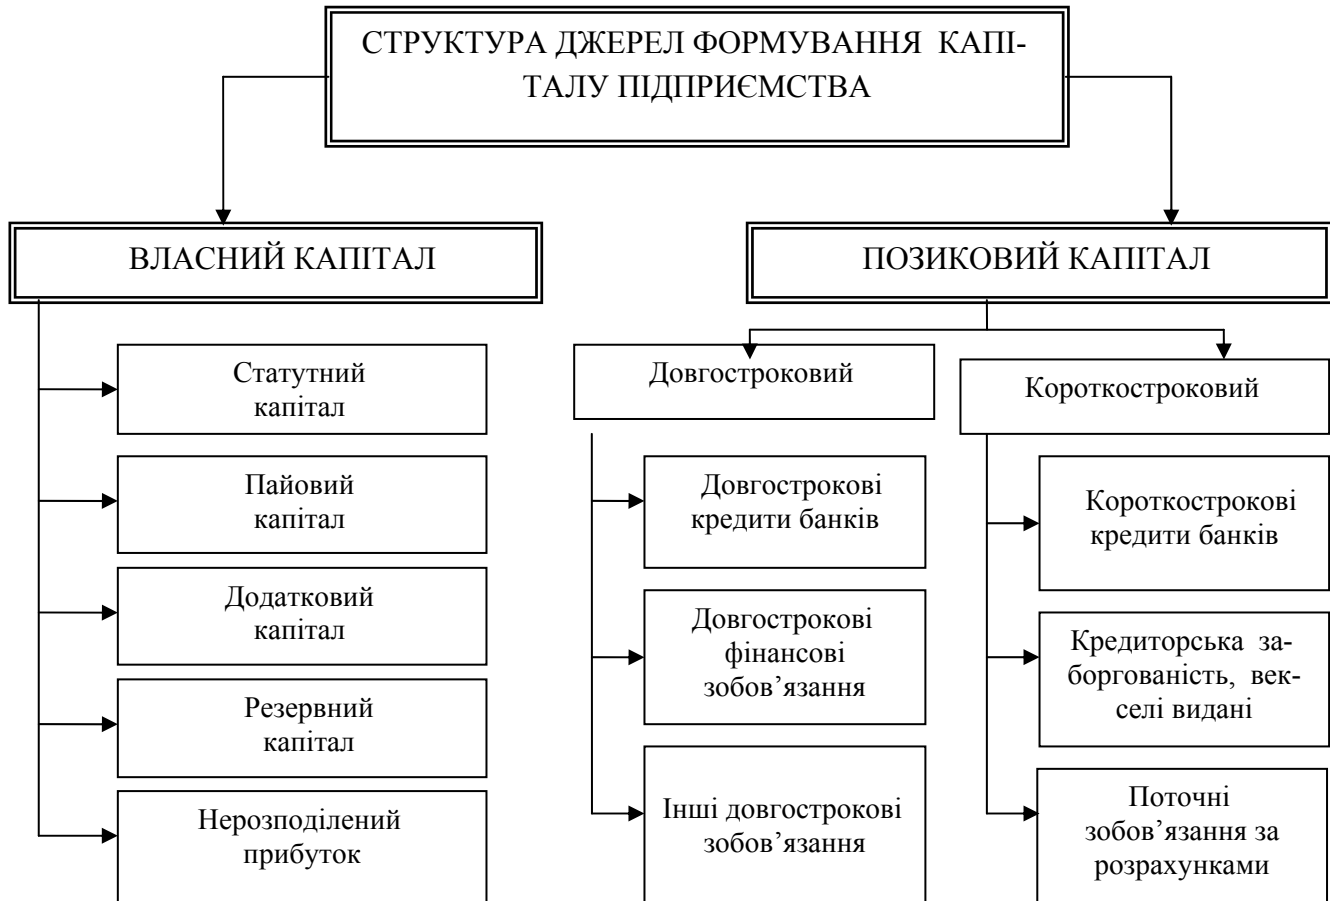 СТРУКТУРА ДЖЕРЕЛ ФОРМУВАННЯ КАПІ-
ТАЛУ ПІДПРИЄМСТВА
ВЛАСНИЙ КАПІТАЛ
ПОЗИКОВИЙ КАПІТАЛ
Статутний
капітал
Пайовий
капітал
Додатковий
капітал
Резервний
капітал
Нерозподілений
прибуток
Довгостроковий
Довгострокові
кредити банків
Довгострокові
фінансові
зобов’язання
Інші довгострокові
зобов’язання
Короткостроковий
Короткострокові
кредити банків
Кредиторська за-
боргованість, век-
селі видані
Поточні
зобов’язання за
розрахунками